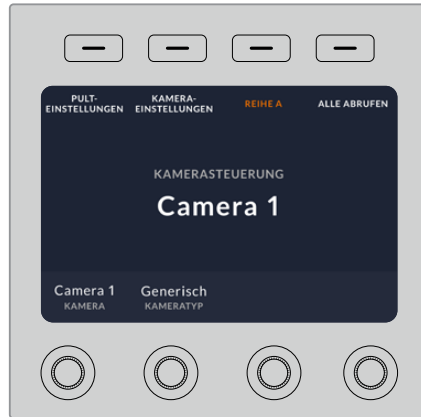 PULT-
EINSTELLUNGEN
KAMERA-
EINSTELLUNGEN
REIHE A
ALLE ABRUFEN
KAMERASTEUERUNG
Camera 1
Camera 1
KAMERA
Generisch
KAMERATYP